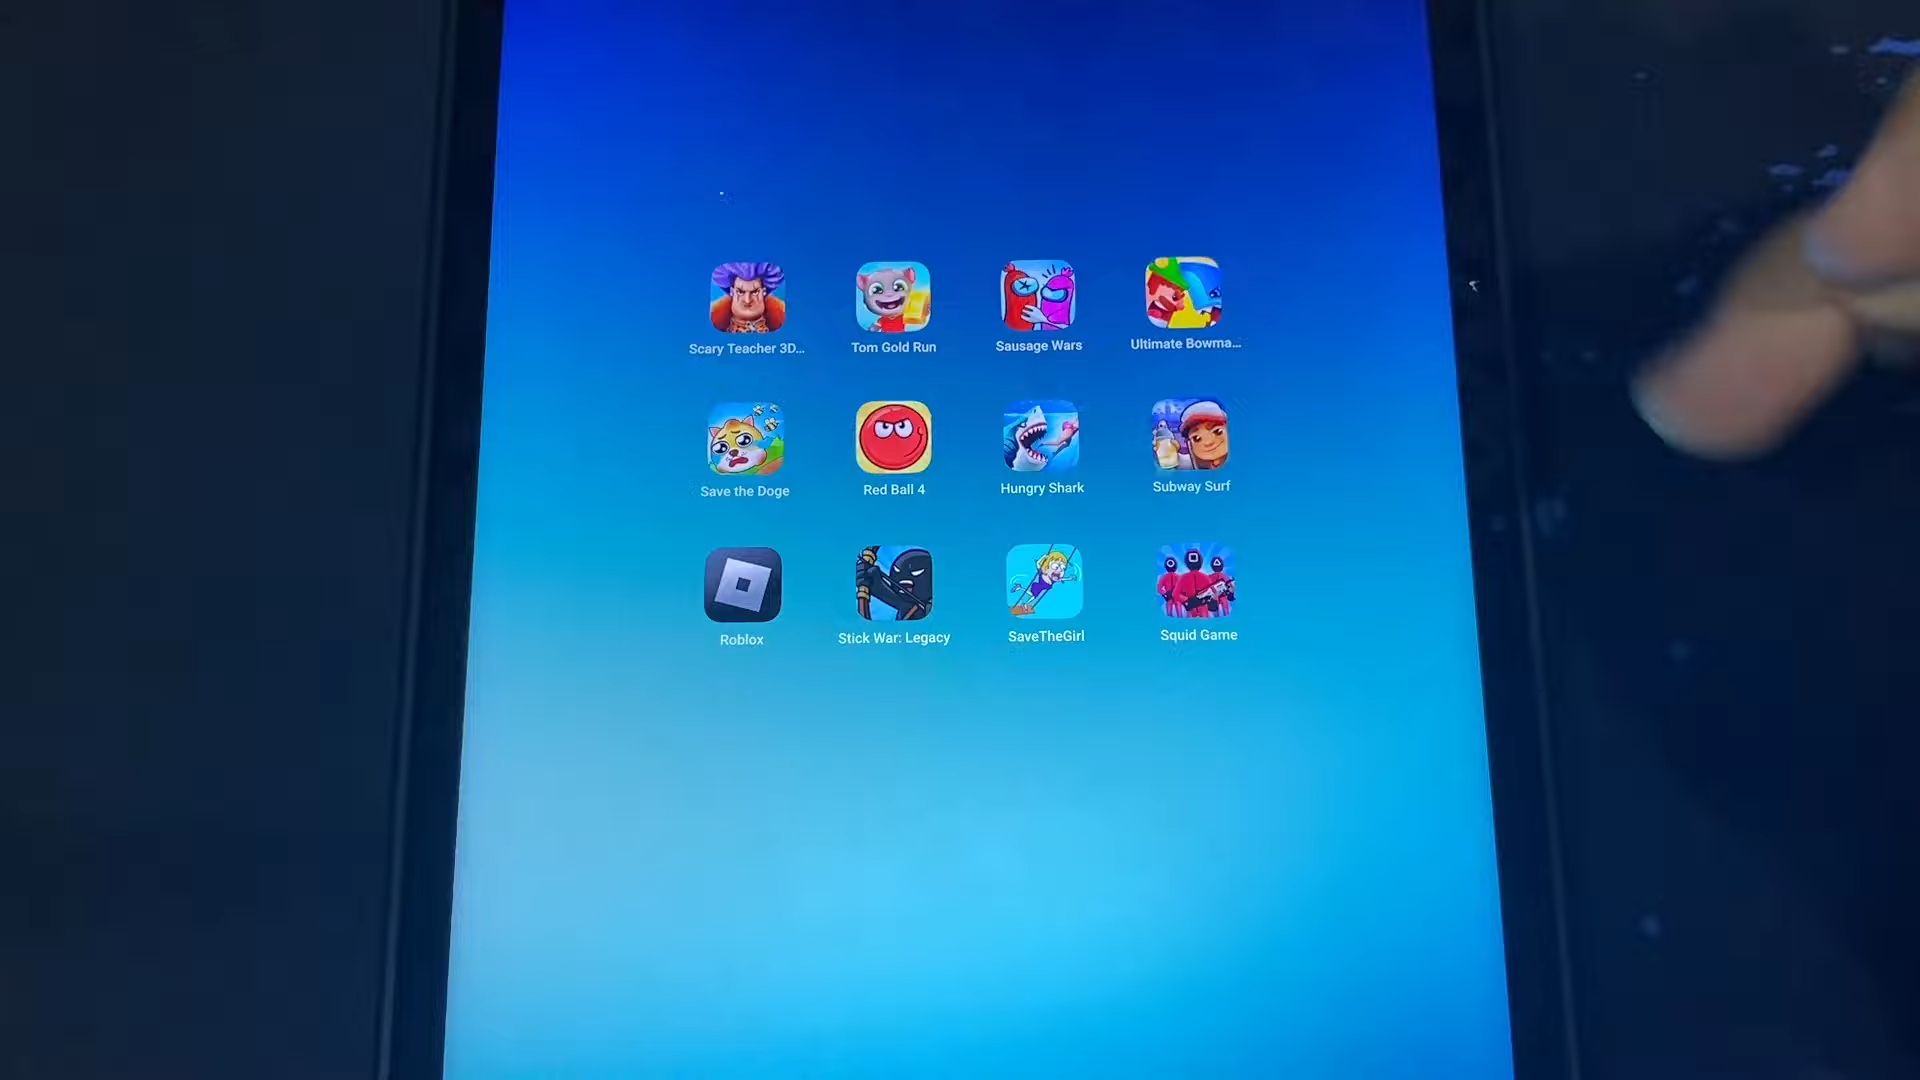 Scary Teacher 3D...
Tom Gold Run
Sausage Wars
Ultimate Bowma...
Save the Doge
Red Ball 4
Hungry Shark
Subway Surf
Roblox
Stick War: Legacy
SaveTheGirl
Squid Game